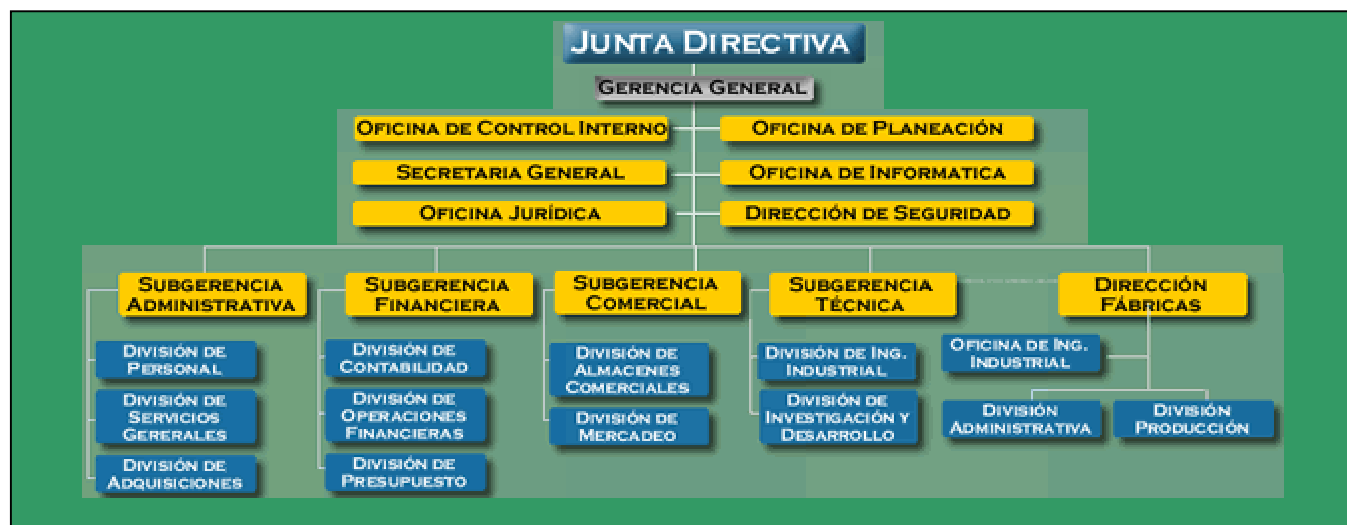 JUNTA DIRECTIVA
GERENCIA GENERAL
OFICINA DE CONTROL INTERNO
OFICINA DE PLANEACIÓN
SECRETARIA GENERAL
OFICINA DE INFORMATICA
OFICINA JURÍDICA
DIRECCIÓN DE SEGURIDAD
SUBGERENCIA
ADMINISTRATIVA
SUBGERENCIA
FINANCIERA
SUBGERENCIA
COMERCIAL
SUBGERENCIA
TÉCNICA
DIRECCIÓN
FÁBRICAS
DIVISIÓN DE
PERSONAL
DIVISIÓN DE
SERVICIOS
GERERALES
DIVISIÓN DE
ADQUISICIONES
DIVISIÓN DE
CONTABILIDAD
DIVISIÓN DE
OPERACIONES
FINANCIERAS
DIVISIÓN DE
PRESUPUESTO
DIVISIÓN DE
ALMACENES
COMERCIALES
DIVISIÓN DE
MERCADEO
DIVISIÓN DE ING.
INDUSTRIAL
DIVISIÓN DE
INVESTIGACIÓN Y
DESARROLLO
OFICINA DE ING.
INDUSTRIAL
DIVISIÓN
ADMINISTRATIVA
DIVISIÓN
PRODUCCIÓN